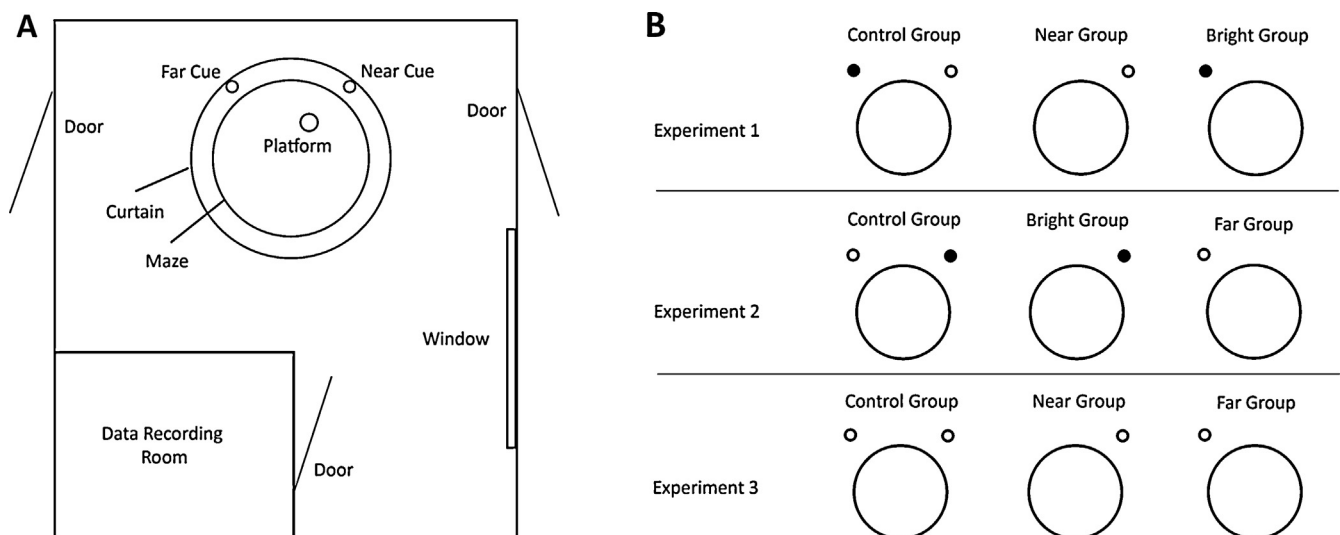 A
Far Cue
Near Cue
Door
Door
Platform
Curtain
Maze
Window
Data Recording
Room
Door
B
Control Group
Near Group
Bright Group
Experiment 1
Control Group
Bright Group
Far Group
Experiment 2
Control Group
Near Group
Far Group
Experiment 3